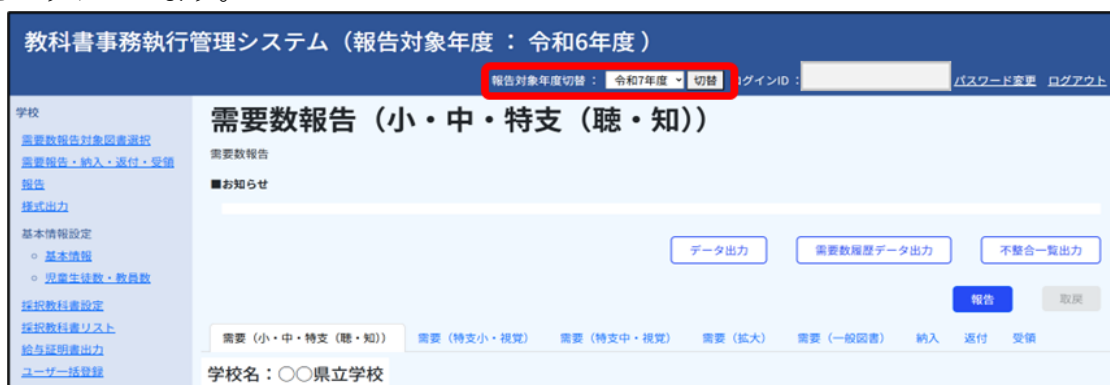 教科書事務執行管理システム（報告対象年度 ： 令和6年度 ）
報告対象年度切替 ： 令和7年度 切替 ログインID： パスワード変更 ログアウト
学校
需要数報告対象図書選択
需要報告・納入・返付・受領
報告
様式出力
基本情報設定
基本情報
児童生徒数・教員数
採択教科書設定
採択教科書リスト
給与証明書出力
ユーザ一括登録
需要数報告（小・中・特支（聴・知））
需要数報告
■お知らせ
データ出力 需要数履歴データ出力 不整合一覧出力
報告 取戻
需要（小・中・特支（聴・知）） 需要（特支小・視覚） 需要（特支中・視覚） 需要（拡大） 需要（一般図書） 納入 返付 受領
学校名：○○県立学校